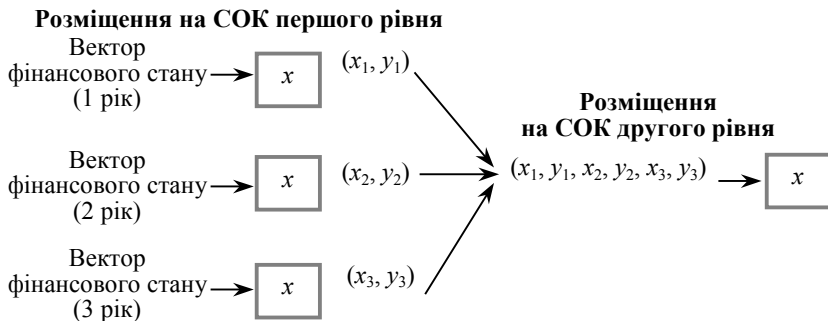 Розміщення на СОК першого рівня
Вектор
фінансового стану
(1 рік)
x
(x₁, y₁)
Вектор
фінансового стану
(2 рік)
x
(x₂, y₂)
Вектор
фінансового стану
(3 рік)
x
(x₃, y₃)
Розміщення
на СОК другого рівня
(x₁, y₁, x₂, y₂, x₃, y₃)
x